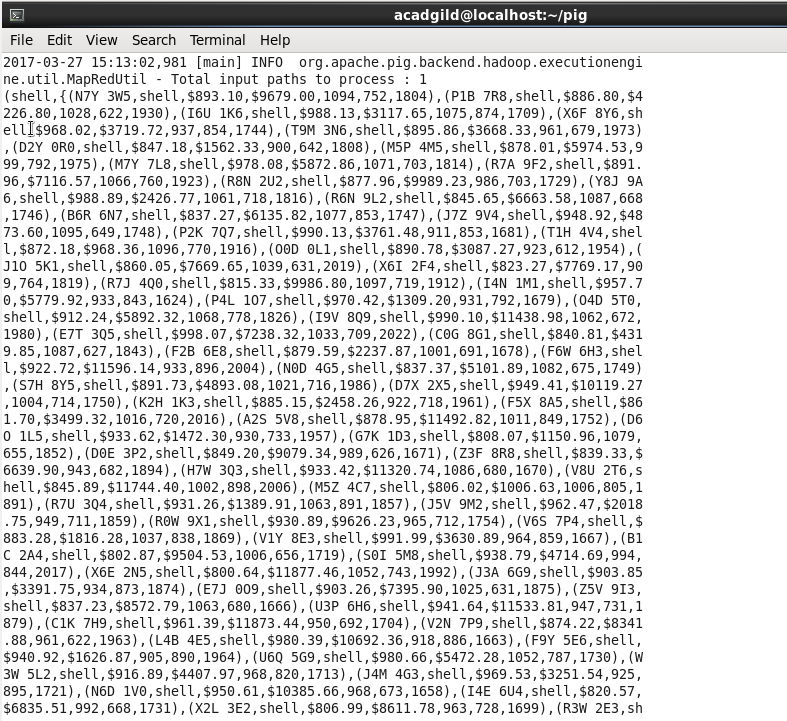 acadgild@localhost:~/pig
File Edit View Search Terminal Help
2017-03-27 15:13:02,981 [main] INFO  org.apache.pig.backend.hadoop.executionengi
ne.util.MapRedUtil - Total input paths to process : 1
(shell,{(N7Y 3W5,shell,$893.10,$9679.00,1094,752,1804),(P1B 7R8,shell,$886.80,$4
226.80,1028,622,1930),(I6U 1K6,shell,$988.13,$3117.65,1075,874,1709),(X6F 8Y6,sh
ell,$968.02,$3719.72,937,854,1744),(T9M 3N6,shell,$895.86,$3668.33,961,679,1973)
,(D2Y 0R0,shell,$847.18,$1562.33,900,642,1808),(M5P 4M5,shell,$878.01,$5974.53,9
99,792,1975),(M7Y 7L8,shell,$978.08,$5872.86,1071,703,1814),(R7A 9F2,shell,$891.
96,$7116.57,1066,760,1923),(R8N 2U2,shell,$877.96,$9989.23,986,703,1729),(Y8J 9A
6,shell,$988.89,$2426.77,1061,718,1816),(R6N 9L2,shell,$845.65,$6663.58,1087,668
,1746),(B6R 6N7,shell,$837.27,$6135.82,1077,853,1747),(J7Z 9V4,shell,$948.92,$48
73.60,1095,649,1748),(P2K 7Q7,shell,$990.13,$3761.48,911,853,1681),(T1H 4V4,shel
l,$872.18,$968.36,1096,770,1916),(O0D 0L1,shell,$890.78,$3087.27,923,612,1954),(
J1O 5K1,shell,$860.05,$7669.65,1039,631,2019),(X6I 2F4,shell,$823.27,$7769.17,90
9,764,1819),(R7J 4Q0,shell,$815.33,$9986.80,1097,719,1912),(I4N 1M1,shell,$957.7
0,$5779.92,933,843,1624),(P4L 1O7,shell,$970.42,$1309.20,931,792,1679),(O4D 5T0,
shell,$912.24,$5892.32,1068,778,1826),(I9V 8Q9,shell,$990.10,$11438.98,1062,672,
1980),(E7T 3Q5,shell,$998.07,$7238.32,1033,709,2022),(C0G 8G1,shell,$840.81,$431
9.85,1087,627,1843),(F2B 6E8,shell,$879.59,$2237.87,1001,691,1678),(F6W 6H3,shel
l,$922.72,$11596.14,933,896,2004),(N0D 4G5,shell,$837.37,$5101.89,1082,675,1749)
,(S7H 8Y5,shell,$891.73,$4893.08,1021,716,1986),(D7X 2X5,shell,$949.41,$10119.27
,1004,714,1750),(K2H 1K3,shell,$885.15,$2458.26,922,718,1961),(F5X 8A5,shell,$86
1.70,$3499.32,1016,720,2016),(A2S 5V8,shell,$878.95,$11492.82,1011,849,1752),(D6
O 1L5,shell,$933.62,$1472.30,930,733,1957),(G7K 1D3,shell,$808.07,$1150.96,1079,
655,1852),(D0E 3P2,shell,$849.20,$9079.34,989,626,1671),(Z3F 8R8,shell,$839.33,$
6639.90,943,682,1894),(H7W 3Q3,shell,$933.42,$11320.74,1086,680,1670),(V8U 2T6,s
hell,$845.89,$11744.40,1002,898,2006),(M5Z 4C7,shell,$806.02,$1006.63,1006,805,1
891),(R7U 3Q4,shell,$931.26,$1389.91,1063,891,1857),(J5V 9M2,shell,$962.47,$2018
.75,949,711,1859),(R0W 9X1,shell,$930.89,$9626.23,965,712,1754),(V6S 7P4,shell,$
883.28,$1816.28,1037,838,1869),(V1Y 8E3,shell,$991.99,$3630.89,964,859,1667),(B1
C 2A4,shell,$802.87,$9504.53,1006,656,1719),(S0I 5M8,shell,$938.79,$4714.69,994,
844,2017),(X6E 2N5,shell,$800.64,$11877.46,1052,743,1992),(J3A 6G9,shell,$903.85
,$3391.75,934,873,1874),(E7J 0O9,shell,$903.26,$7395.90,1025,631,1875),(Z5V 9I3,
shell,$837.23,$8572.79,1063,680,1666),(U3P 6H6,shell,$941.64,$11533.81,947,731,1
879),(C1K 7H9,shell,$961.39,$11873.44,950,692,1704),(V2N 7P9,shell,$874.22,$8341
.88,961,622,1963),(L4B 4E5,shell,$980.39,$10692.36,918,886,1663),(F9Y 5E6,shell,
$940.92,$1626.87,905,890,1964),(U6Q 5G9,shell,$980.66,$5472.28,1052,787,1730),(W
3W 5L2,shell,$916.89,$4407.97,968,820,1713),(J4M 4G3,shell,$969.53,$3251.54,925,
895,1721),(N6D 1V0,shell,$950.61,$10385.66,968,673,1658),(I4E 6U4,shell,$820.57,
$6835.51,992,668,1731),(X2L 3E2,shell,$806.99,$8611.78,963,728,1699),(R3W 2E3,sh